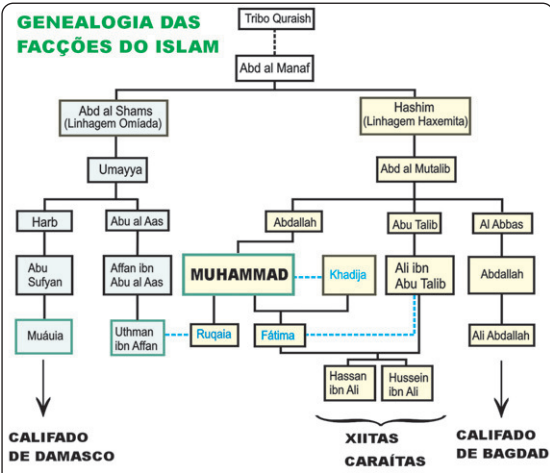 GENEALOGIA DAS
FACÇÕES DO ISLAM
Tribo Quraish
Abd al Manaf
Abd al Shams
(Linhagem Omíada)
Hashim
(Linhagem Haxemita)
Umayya
Abd al Mutalib
Harb
Abu al Aas
Abdallah
Abu Talib
Al Abbas
Abu
Sufyan
Affan ibn
Abu al Aas
MUHAMMAD
Khadija
Ali ibn
Abu Talib
Abdallah
Muáuia
Uthman
ibn Affan
Ruqaia
Fátima
Ali Abdallah
Hassan
ibn Ali
Hussein
ibn Ali
CALIFADO
DE DAMASCO
XIITAS
CARAÍTAS
CALIFADO
DE BAGDAD